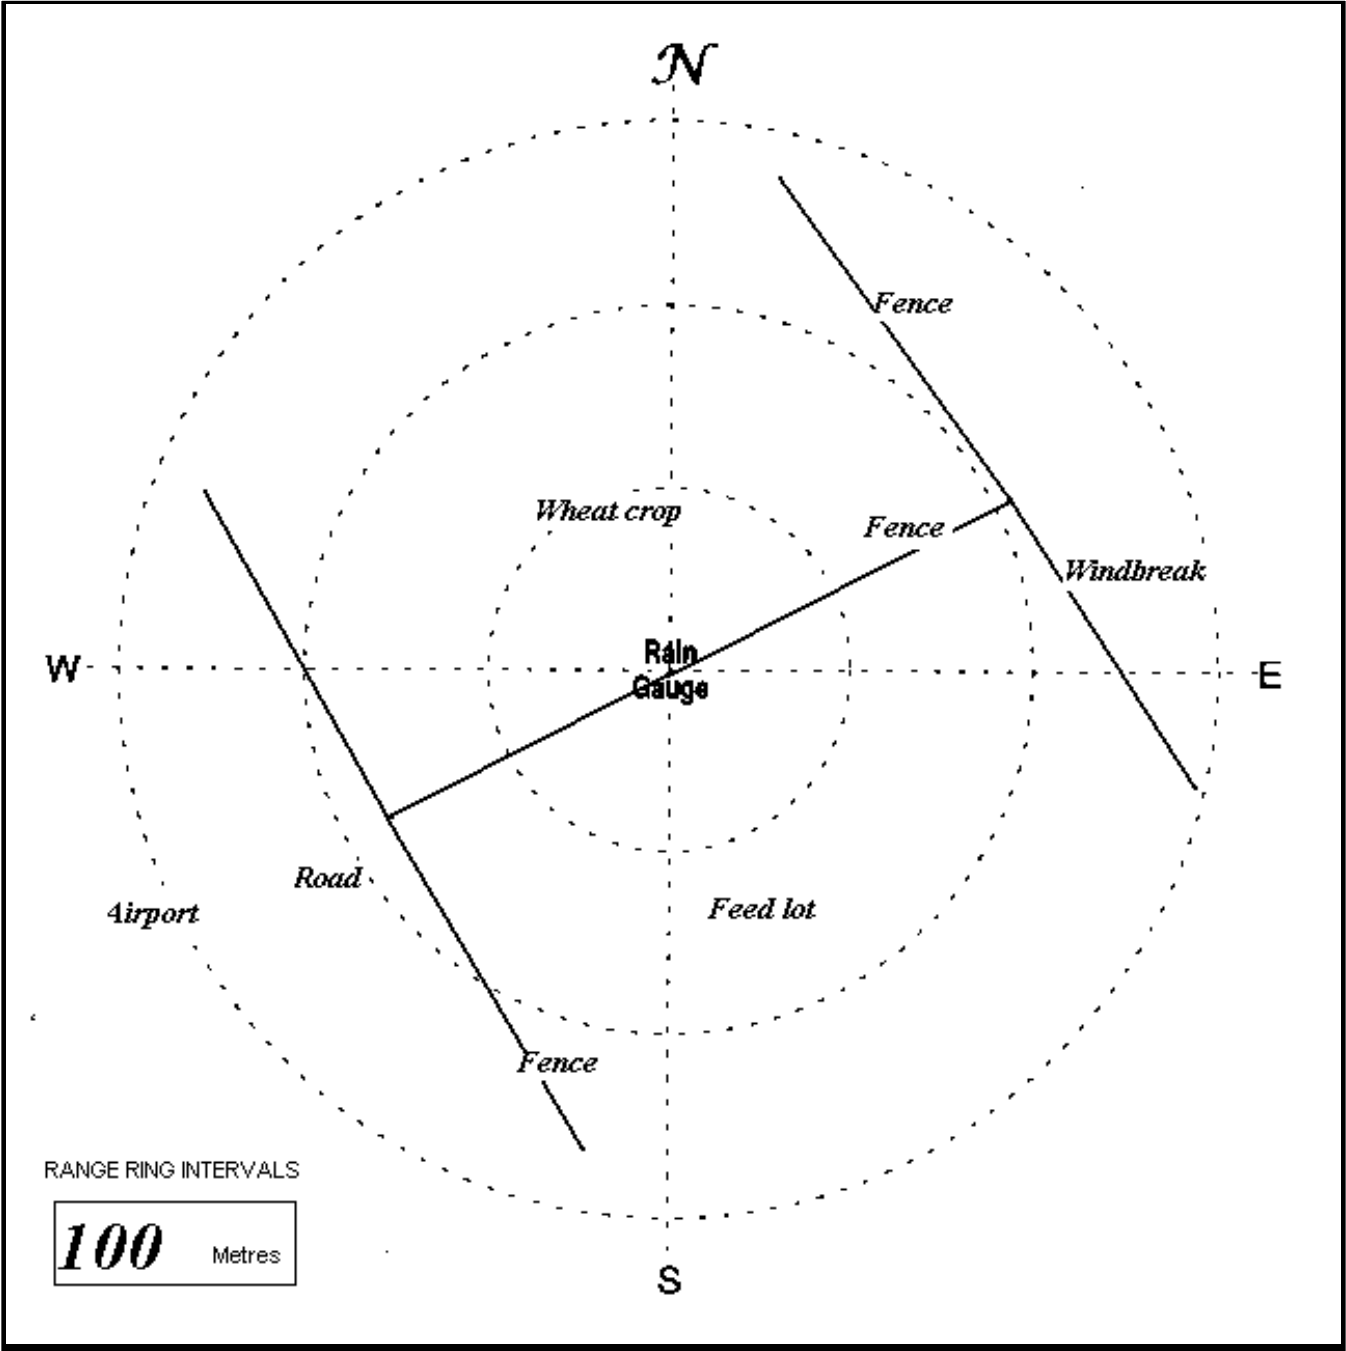 N
Fence
Wheat crop
Fence
Windbreak
Rain
Gauge
W
E
Road
Airport
Feed lot
Fence
RANGE RING INTERVALS
100 Metres
S